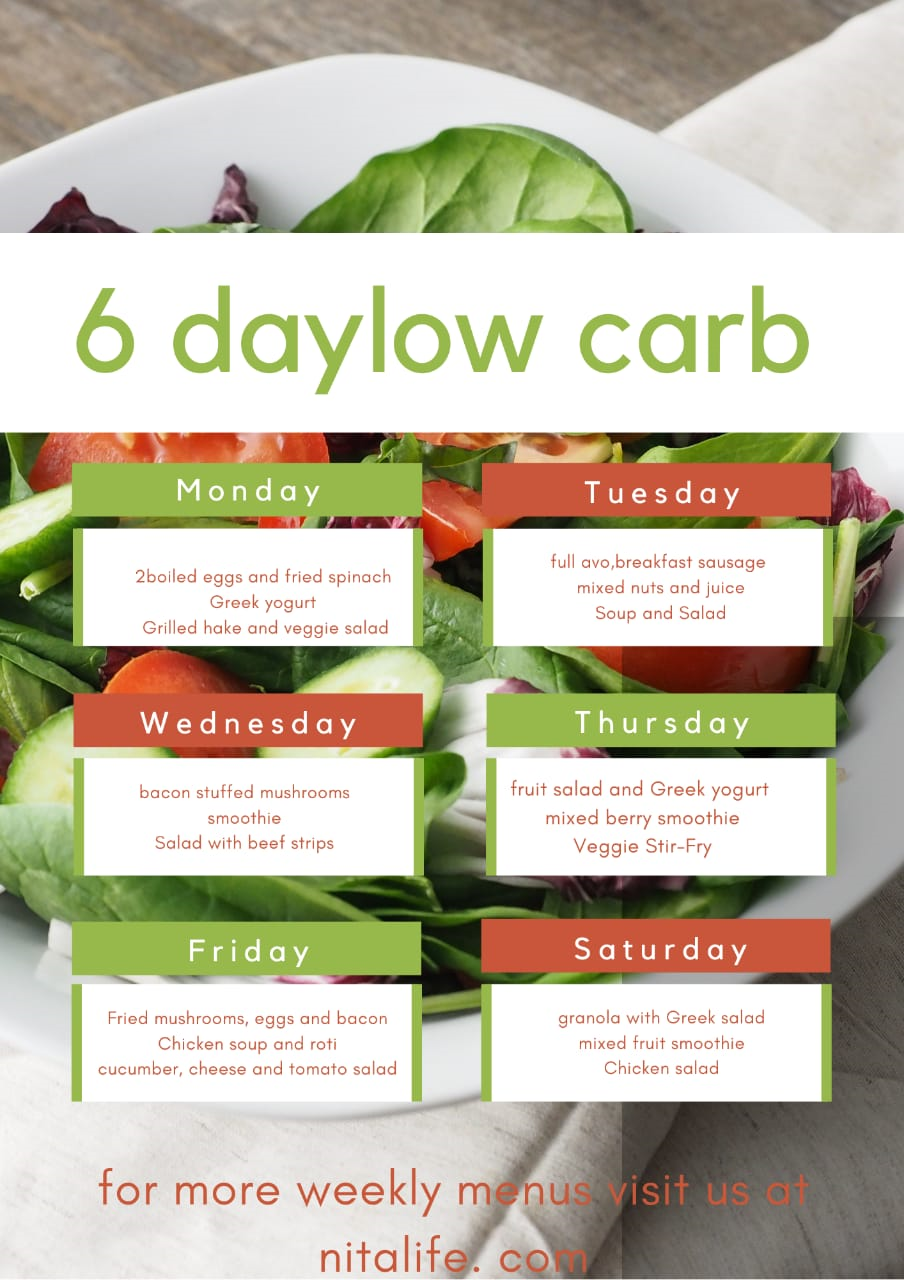 6 daylow carb
Monday
2boiled eggs and fried spinach
Greek yogurt
Grilled hake and veggie salad
Tuesday
full avo,breakfast sausage
mixed nuts and juice
Soup and Salad
Wednesday
bacon stuffed mushrooms
smoothie
Salad with beef strips
Thursday
fruit salad and Greek yogurt
mixed berry smoothie
Veggie Stir-Fry
Friday
Fried mushrooms, eggs and bacon
Chicken soup and roti
cucumber, cheese and tomato salad
Saturday
granola with Greek salad
mixed fruit smoothie
Chicken salad
for more weekly menus visit us at
nitalife. com